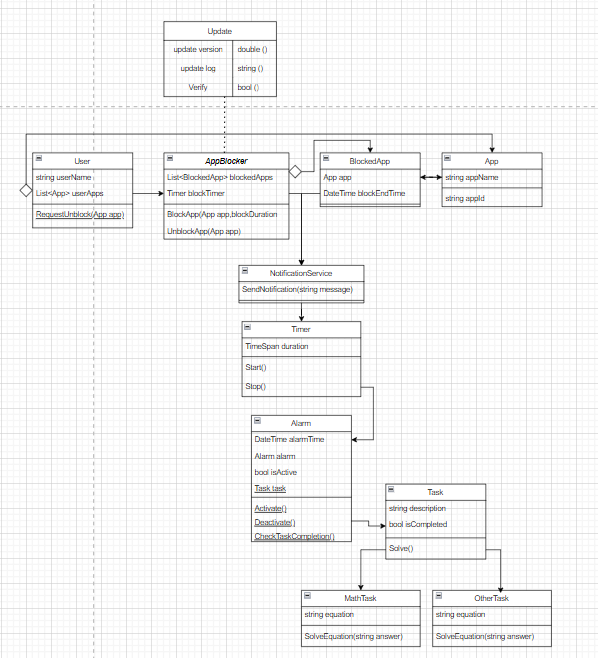 Update
update version double ()
update log string ()
Verify bool ()
User
string userName
List<App> userApps
RequestUnblock(App app)
AppBlocker
List<BlockedApp> blockedApps
Timer blockTimer
BlockApp(App app,blockDuration
UnblockApp(App app)
BlockedApp
App app
DateTime blockEndTime
App
string appName
string appId
NotificationService
SendNotification(string message)
Timer
TimeSpan duration
Start()
Stop()
Alarm
DateTime alarmTime
Alarm alarm
bool isActive
Task task
Activate()
Deactivate()
CheckTaskCompletion()
Task
string description
bool isCompleted
Solve()
MathTask
string equation
SolveEquation(string answer)
OtherTask
string equation
SolveEquation(string answer)